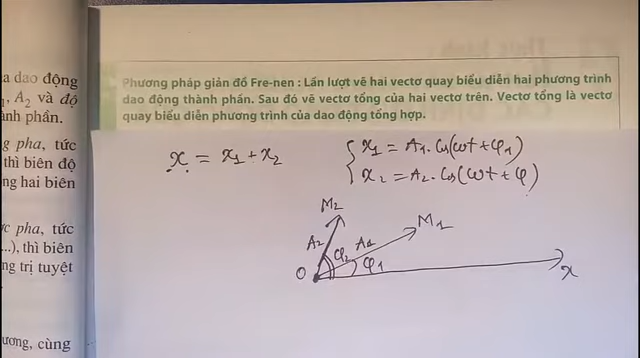 a dao động
A₂ và độ
ành phần.
g pha, tức
thì biên độ
ng hai biên
c pha, tức
...), thì biên
ng trị tuyệt
ương, cùng
Phương pháp giản đồ Fre-nen : Lần lượt vẽ hai vectơ quay biểu diễn hai phương trình
dao động thành phần. Sau đó vẽ vectơ tổng của hai vectơ trên. Vectơ tổng là vectơ
quay biểu diễn phương trình của dao động tổng hợp.
x = x₁ + x₂
x₁ = A₁. cos(ωt + φ₁)
x₂ = A₂. cos(ωt + φ)
M₂
M₁
A₂
φ₂
A₁
O
φ₁
x